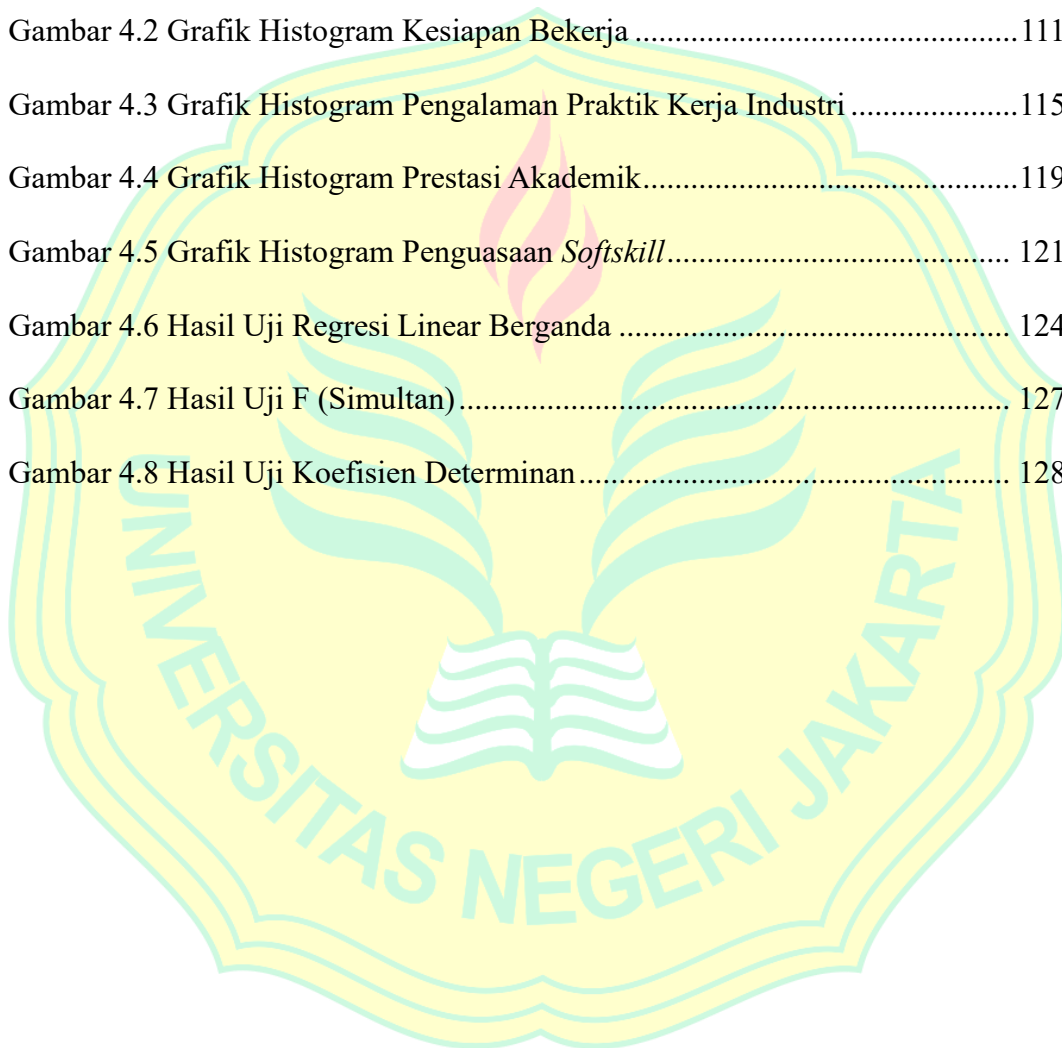 Gambar 4.2 Grafik Histogram Kesiapan Bekerja ................................................ 111
Gambar 4.3 Grafik Histogram Pengalaman Praktik Kerja Industri ..................... 115
Gambar 4.4 Grafik Histogram Prestasi Akademik ............................................... 119
Gambar 4.5 Grafik Histogram Penguasaan Softskill ........................................... 121
Gambar 4.6 Hasil Uji Regresi Linear Berganda ................................................. 124
Gambar 4.7 Hasil Uji F (Simultan) ..................................................................... 127
Gambar 4.8 Hasil Uji Koefisien Determinan ...................................................... 128
UNIVERSITAS NEGERI JAKARTA